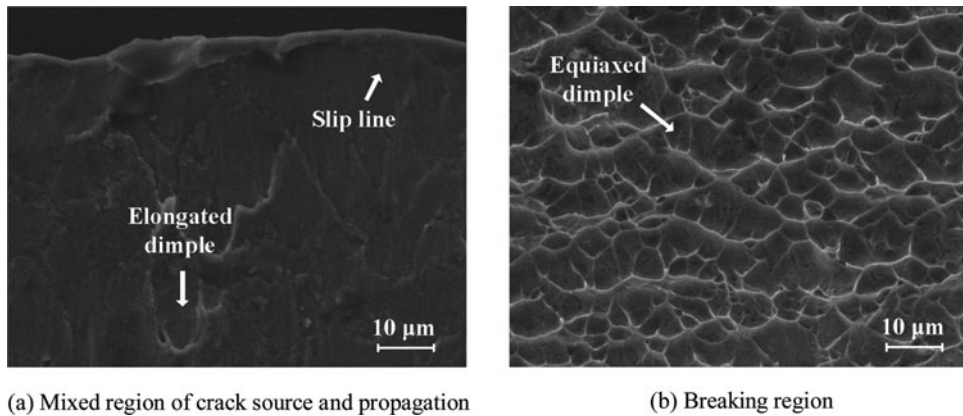 Slip line
Elongated
dimple
10 μm
Equiaxed
dimple
10 μm
(a) Mixed region of crack source and propagation
(b) Breaking region